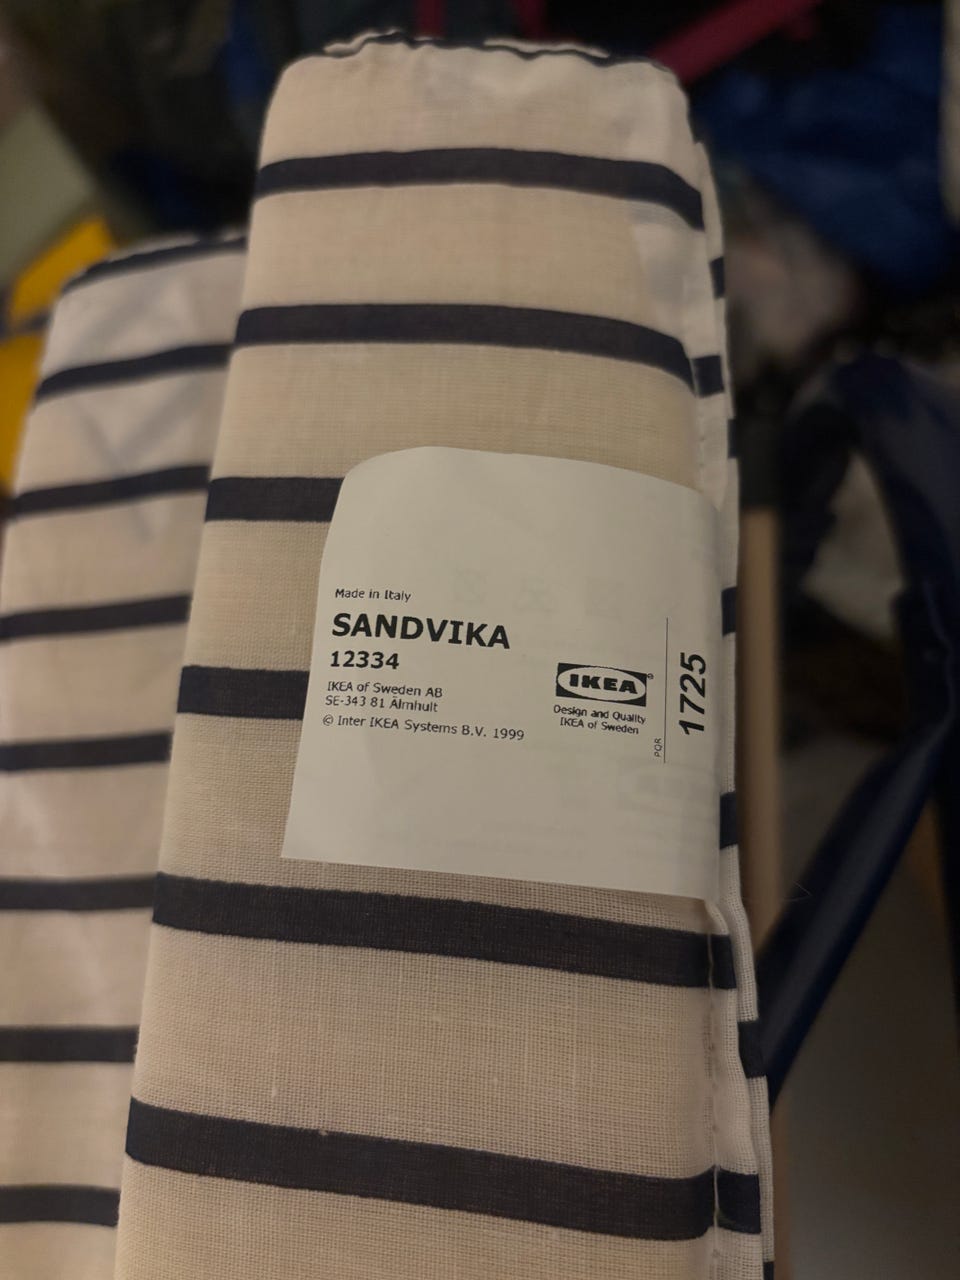 Made in Italy
SANDVIKA
12334
IKEA of Sweden AB
SE-343 81 Älmhult
© Inter IKEA Systems B.V. 1999
IKEA®
Design and Quality
IKEA of Sweden
PQR
1725